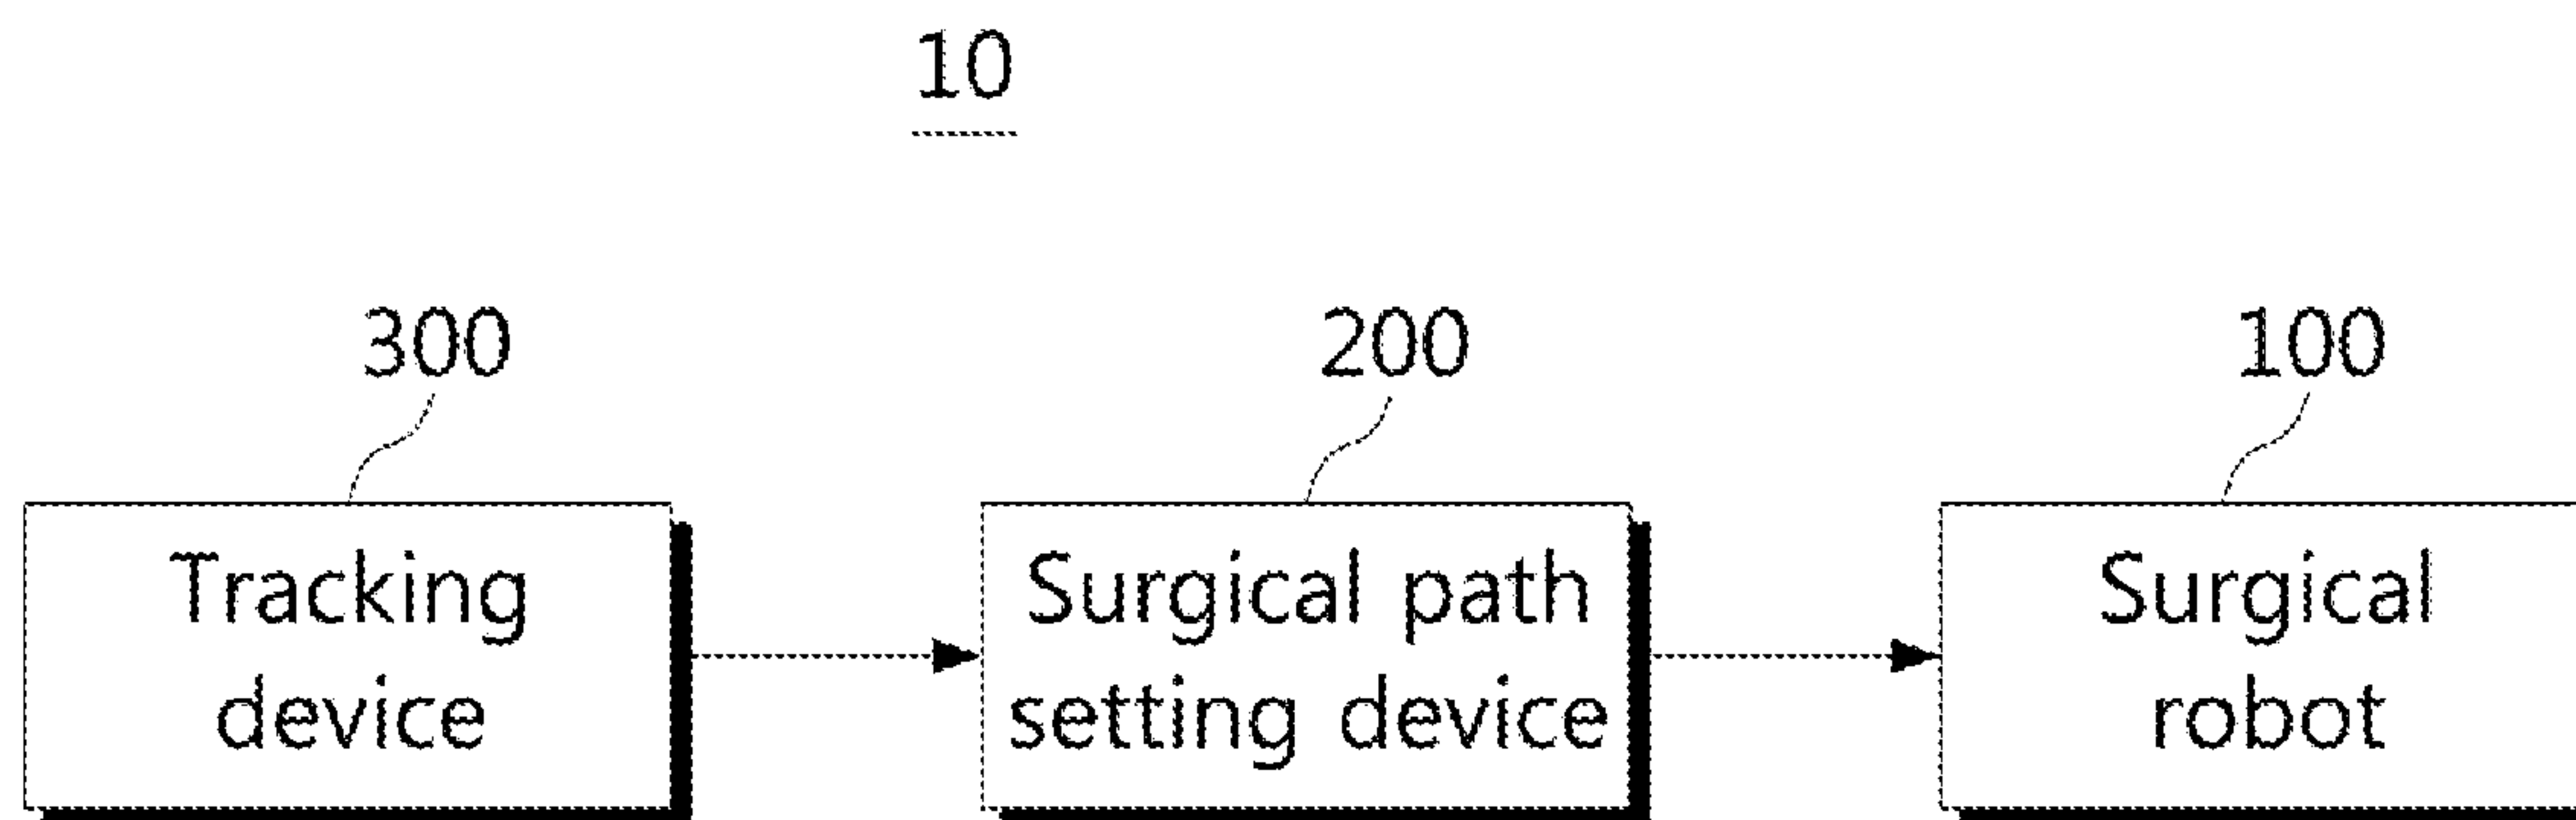 10
300
200
100
Tracking
device
Surgical path
setting device
Surgical
robot